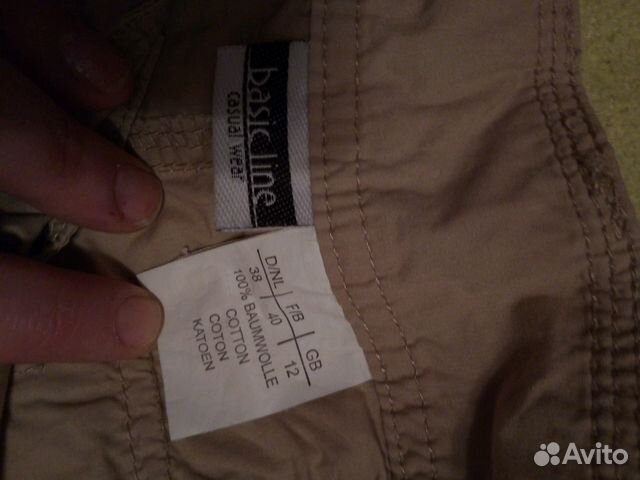 basic line
casual wear
D/NL | F/B | GB
38 | 40 | 12
100% BAUMWOLLE
COTTON
COTON
KATOEN
Avito